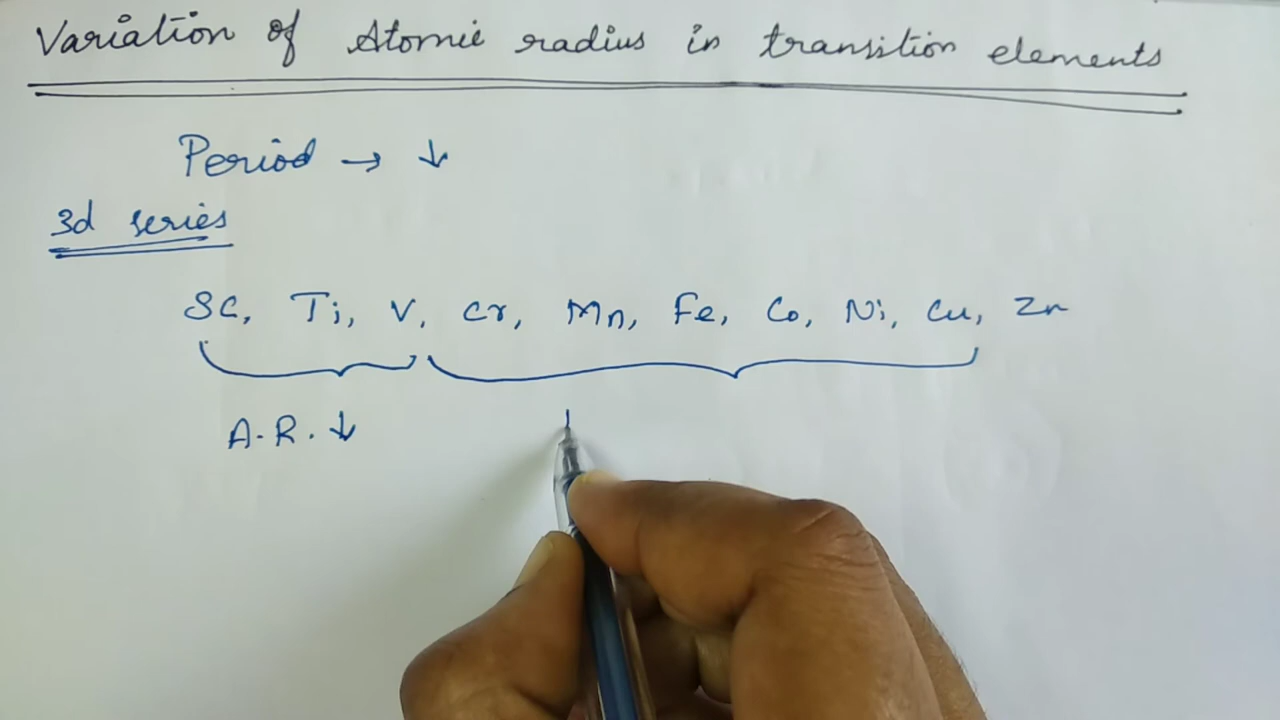 Variation of Atomic radius in transition elements
Period → ↓
3d series
Sc, Ti, V, Cr, Mn, Fe, Co, Ni, Cu, Zn
A.R. ↓